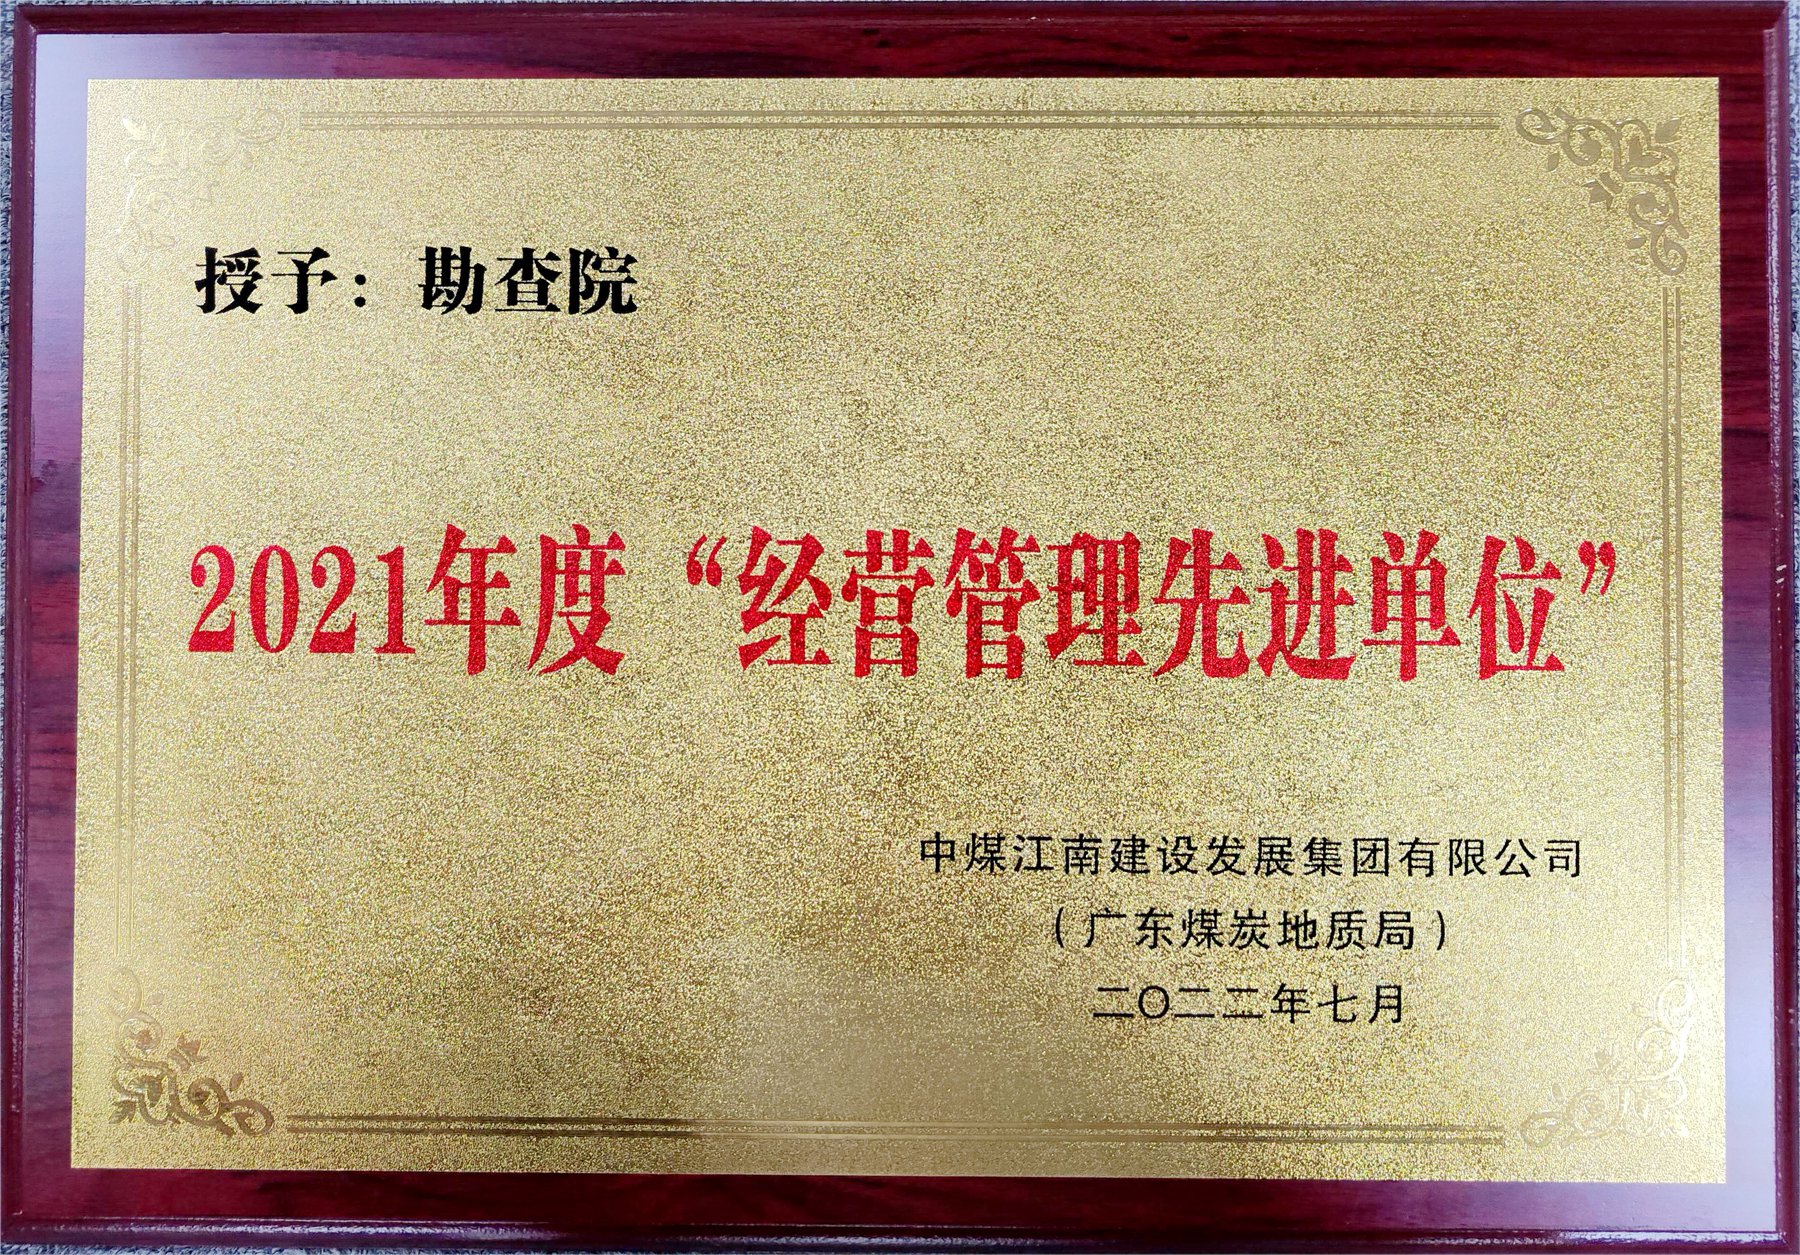 授予：勘查院
2021年度“经营管理先进单位”
中煤江南建设发展集团有限公司
（广东煤炭地质局）
二〇二二年七月